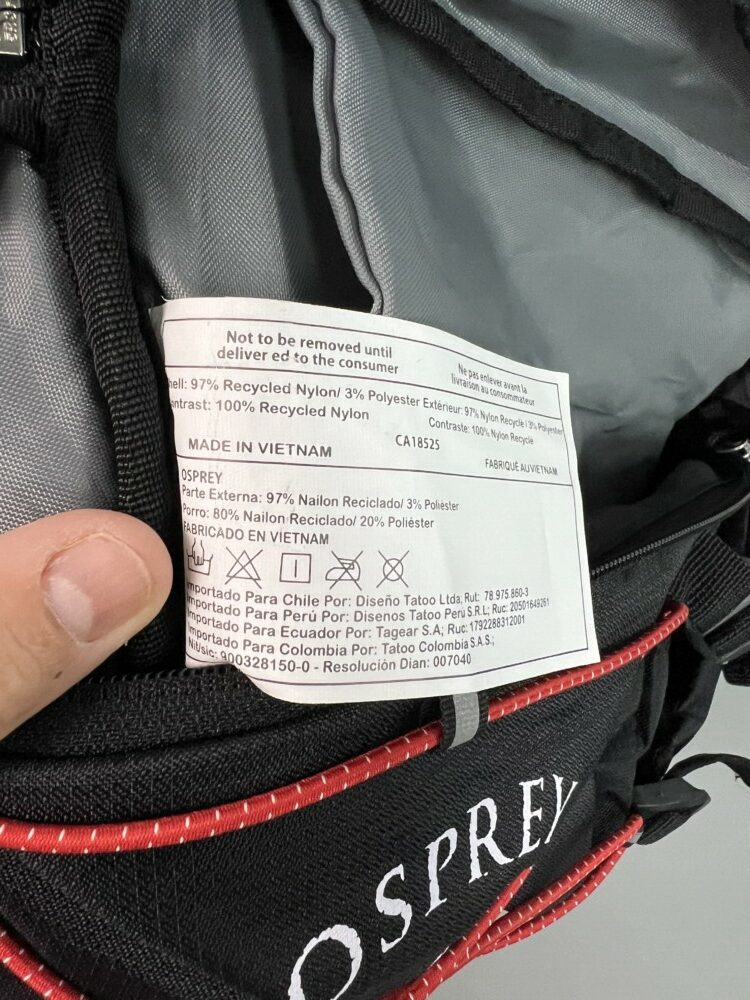 Not to be removed until
deliver ed to the consumer
Ne pas enlever avant la
livraison au consommateur
hell: 97% Recycled Nylon/ 3% Polyester
Extérieur: 97% Nylon Recyclé / 3% Polyester
ntrast: 100% Recycled Nylon
Contraste: 100% Nylon Recyclé
MADE IN VIETNAM
CA18525
FABRIQUÉ AU VIETNAM
OSPREY
Parte Externa: 97% Nailon Reciclado/ 3% Poliester
Porro: 80% Nailon Reciclado/ 20% Poliéster
FABRICADO EN VIETNAM
Importado Para Chile Por: Diseño Tatoo Ltda; Rut: 78.975.860-3
Importado Para Perú Por: Disenos Tatoo Perú S.R.L; Ruc: 20501649261
Importado Para Ecuador Por: Tagear S.A; Ruc: 1792288312001
Importado Para Colombia Por: Tatoo Colombia S.A.S.;
Nit/sic: 900328150-0 - Resolución Dian: 007040
OSPREY